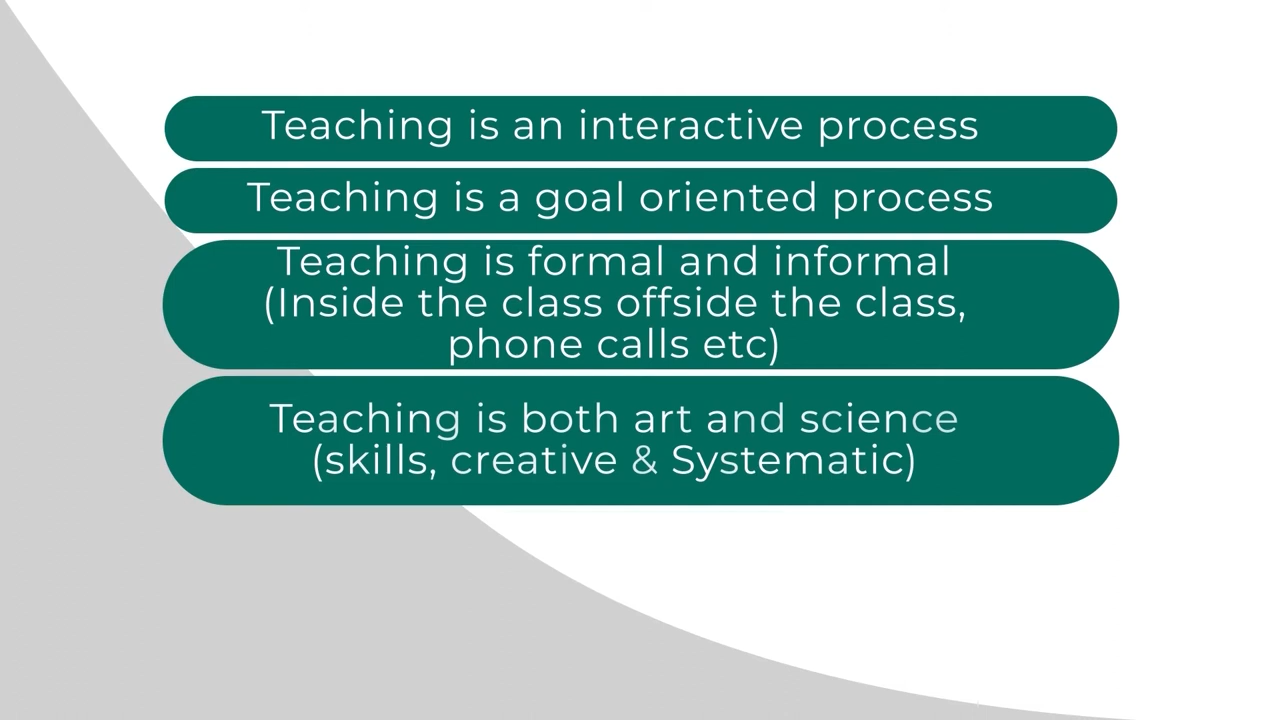 Teaching is an interactive process
Teaching is a goal oriented process
Teaching is formal and informal
(Inside the class offside the class,
phone calls etc)
Teaching is both art and science
(skills, creative & Systematic)